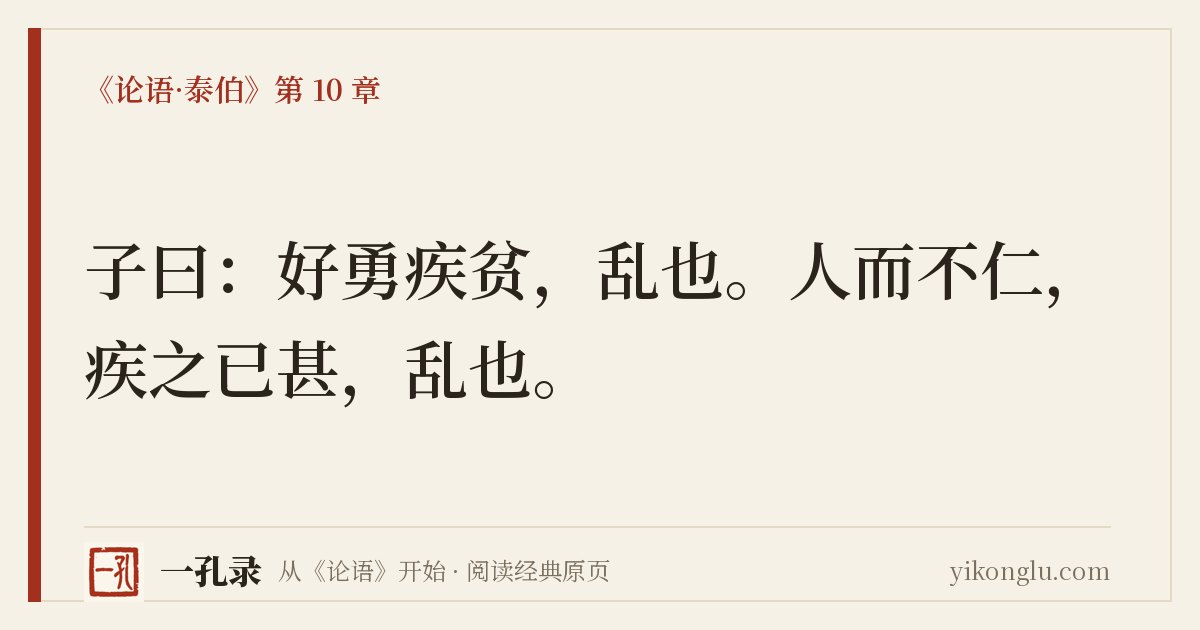 《论语·泰伯》第 10 章
子曰：好勇疾贫，乱也。人而不仁，
疾之已甚，乱也。
一孔 一孔录 从《论语》开始 · 阅读经典原页 yikonglu.com